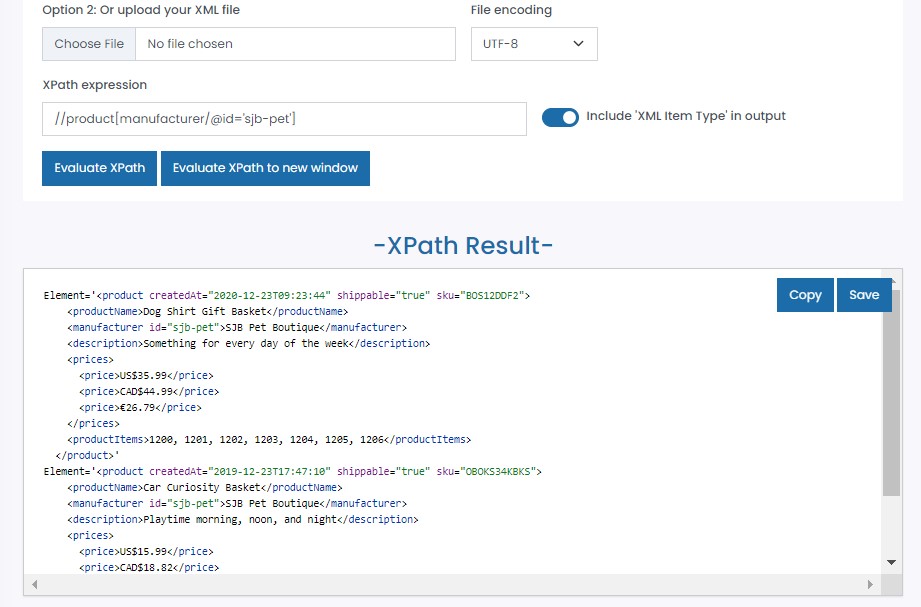 Option 2: Or upload your XML file
File encoding
Choose File
No file chosen
UTF-8
XPath expression
//product[manufacturer/@id='sjb-pet']
Include 'XML Item Type' in output
Evaluate XPath
Evaluate XPath to new window
-XPath Result-
Copy
Save
Element='<product createdAt="2020-12-23T09:23:44" shippable="true" sku="BOS12DDF2">
<productName>Dog Shirt Gift Basket</productName>
<manufacturer id="sjb-pet">SJB Pet Boutique</manufacturer>
<description>Something for every day of the week</description>
<prices>
<price>US$35.99</price>
<price>CAD$44.99</price>
<price>€26.79</price>
</prices>
<productItems>1200, 1201, 1202, 1203, 1204, 1205, 1206</productItems>
</product>'
Element='<product createdAt="2019-12-23T17:47:10" shippable="true" sku="OBOKS34KBKS">
<productName>Car Curiosity Basket</productName>
<manufacturer id="sjb-pet">SJB Pet Boutique</manufacturer>
<description>Playtime morning, noon, and night</description>
<prices>
<price>US$15.99</price>
<price>CAD$18.82</price>